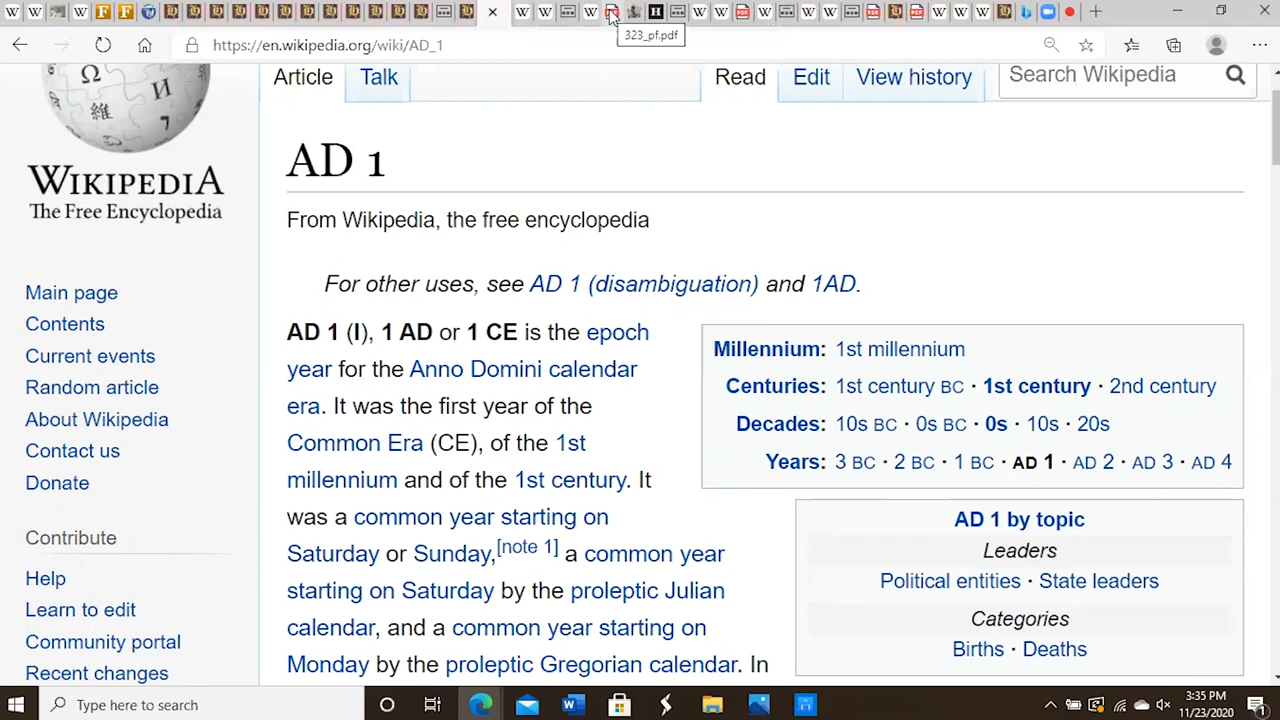 323_pf.pdf
https://en.wikipedia.org/wiki/AD_1
Article Talk Read Edit View history Search Wikipedia
WIKIPEDIA
The Free Encyclopedia
Main page
Contents
Current events
Random article
About Wikipedia
Contact us
Donate
Contribute
Help
Learn to edit
Community portal
Recent changes
AD 1
From Wikipedia, the free encyclopedia
For other uses, see AD 1 (disambiguation) and 1AD.
AD 1 (I), 1 AD or 1 CE is the epoch
year for the Anno Domini calendar
era. It was the first year of the
Common Era (CE), of the 1st
millennium and of the 1st century. It
was a common year starting on
Saturday or Sunday,[note 1] a common year
starting on Saturday by the proleptic Julian
calendar, and a common year starting on
Monday by the proleptic Gregorian calendar. In
Millennium: 1st millennium
Centuries: 1st century BC · 1st century · 2nd century
Decades: 10s BC · 0s BC · 0s · 10s · 20s
Years: 3 BC · 2 BC · 1 BC · AD 1 · AD 2 · AD 3 · AD 4
AD 1 by topic
Leaders
Political entities · State leaders
Categories
Births · Deaths
Type here to search
3:35 PM
11/23/2020